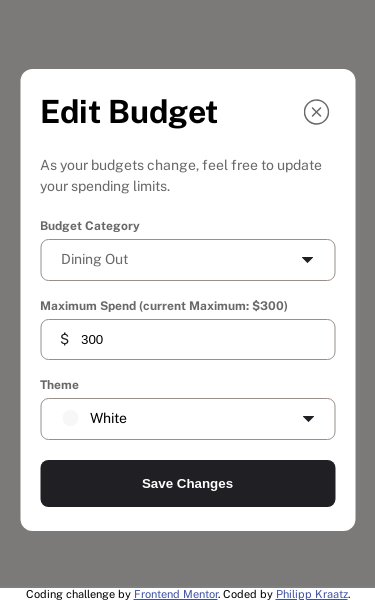 Edit Budget
As your budgets change, feel free to update
your spending limits.
Budget Category
Dining Out
Maximum Spend (current Maximum: $300)
$ 300
Theme
White
Save Changes
Coding challenge by Frontend Mentor. Coded by Philipp Kraatz.